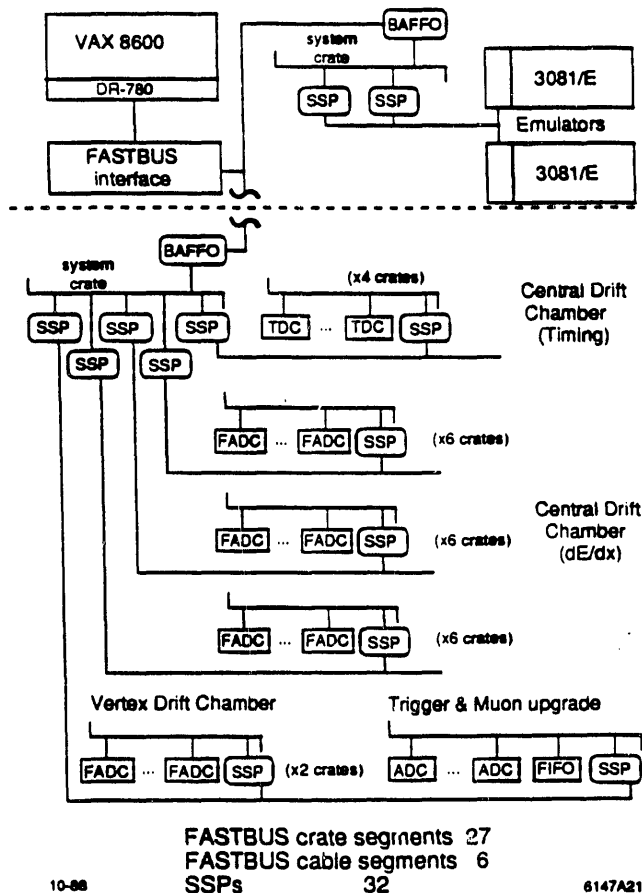 VAX 8600
DR-780
FASTBUS
interface
BAFFO
system
crate
SSP
SSP
3081/E
Emulators
3081/E
BAFFO
system
crate
SSP
SSP
SSP
SSP
SSP
(x4 crates)
TDC ... TDC
SSP
Central Drift
Chamber
(Timing)
FADC ... FADC
SSP
(x6 crates)
FADC ... FADC
SSP
(x6 crates)
Central Drift
Chamber
(dE/dx)
FADC ... FADC
SSP
(x6 crates)
Vertex Drift Chamber
FADC ... FADC
SSP
(x2 crates)
Trigger & Muon upgrade
ADC ... ADC
FIFO
SSP
FASTBUS crate segments 27
FASTBUS cable segments 6
SSPs 32
10-88
6147A21